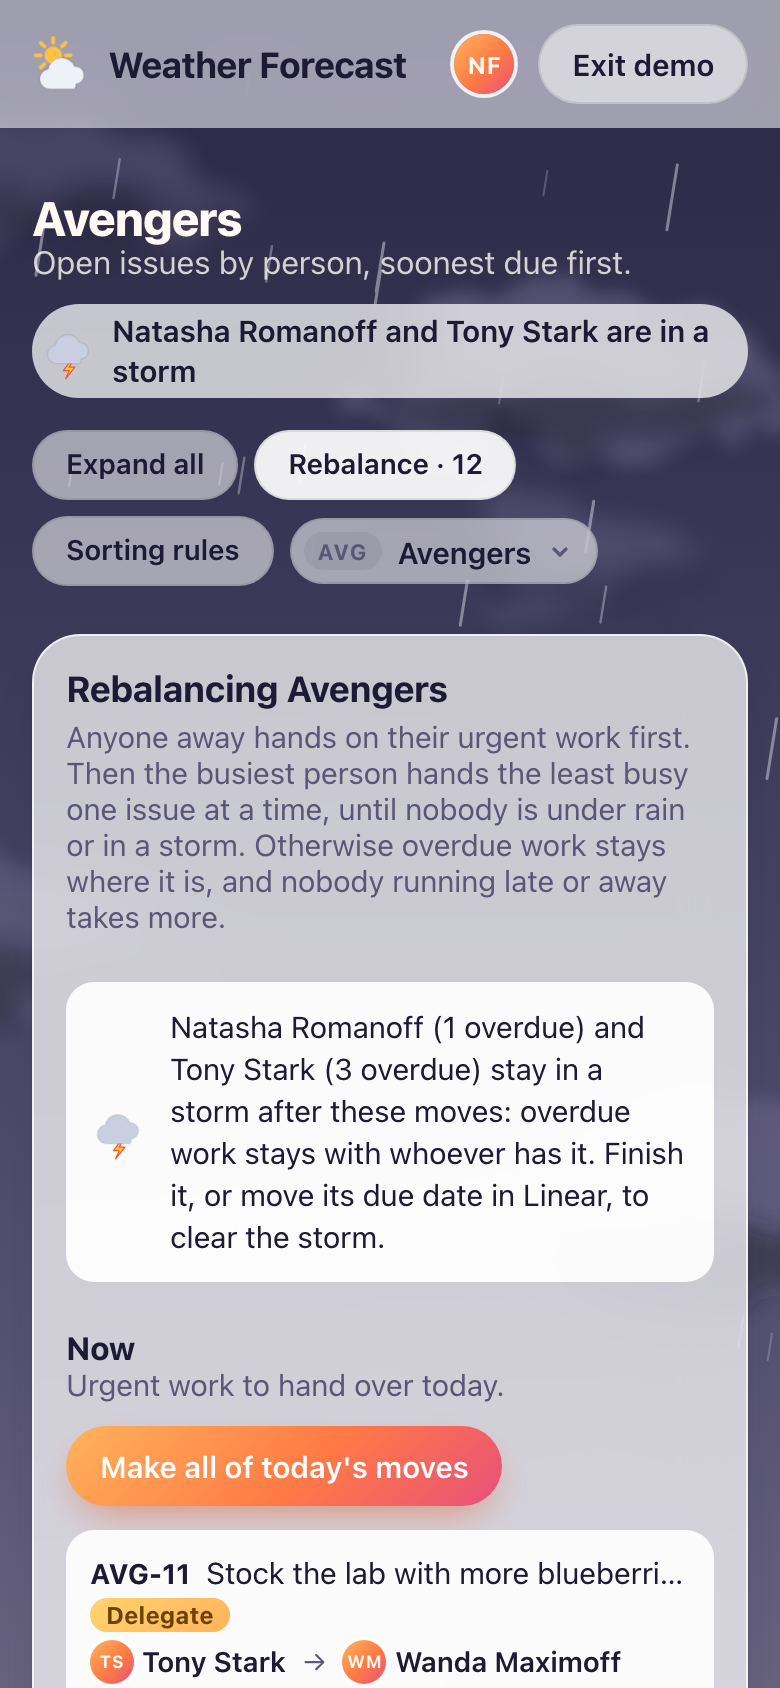 Weather Forecast
NF
Exit demo
Avengers
Open issues by person, soonest due first.
Natasha Romanoff and Tony Stark are in a
storm
Expand all
Rebalance · 12
Sorting rules
AVG Avengers
Rebalancing Avengers
Anyone away hands on their urgent work first.
Then the busiest person hands the least busy
one issue at a time, until nobody is under rain
or in a storm. Otherwise overdue work stays
where it is, and nobody running late or away
takes more.
Natasha Romanoff (1 overdue) and
Tony Stark (3 overdue) stay in a
storm after these moves: overdue
work stays with whoever has it. Finish
it, or move its due date in Linear, to
clear the storm.
Now
Urgent work to hand over today.
Make all of today's moves
AVG-11 Stock the lab with more blueberri...
Delegate
TS Tony Stark → WM Wanda Maximoff